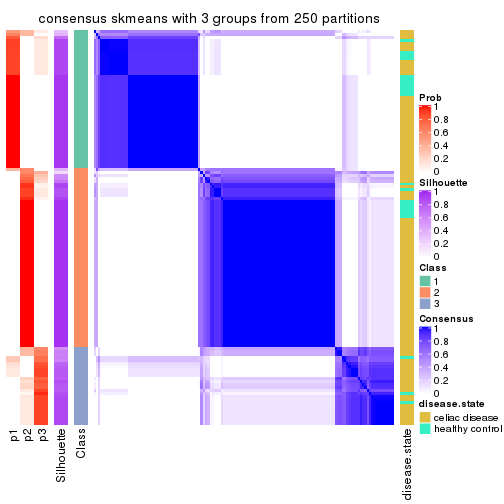 consensus skmeans with 3 groups from 250 partitions
Prob
1
0.8
0.6
0.4
0.2
0
Silhouette
1
0.8
0.6
0.4
0.2
0
Class
1
2
3
Consensus
1
0.8
0.6
0.4
0.2
0
disease.state
celiac disease
healthy control
p1
p2
p3
Silhouette
Class
disease.state